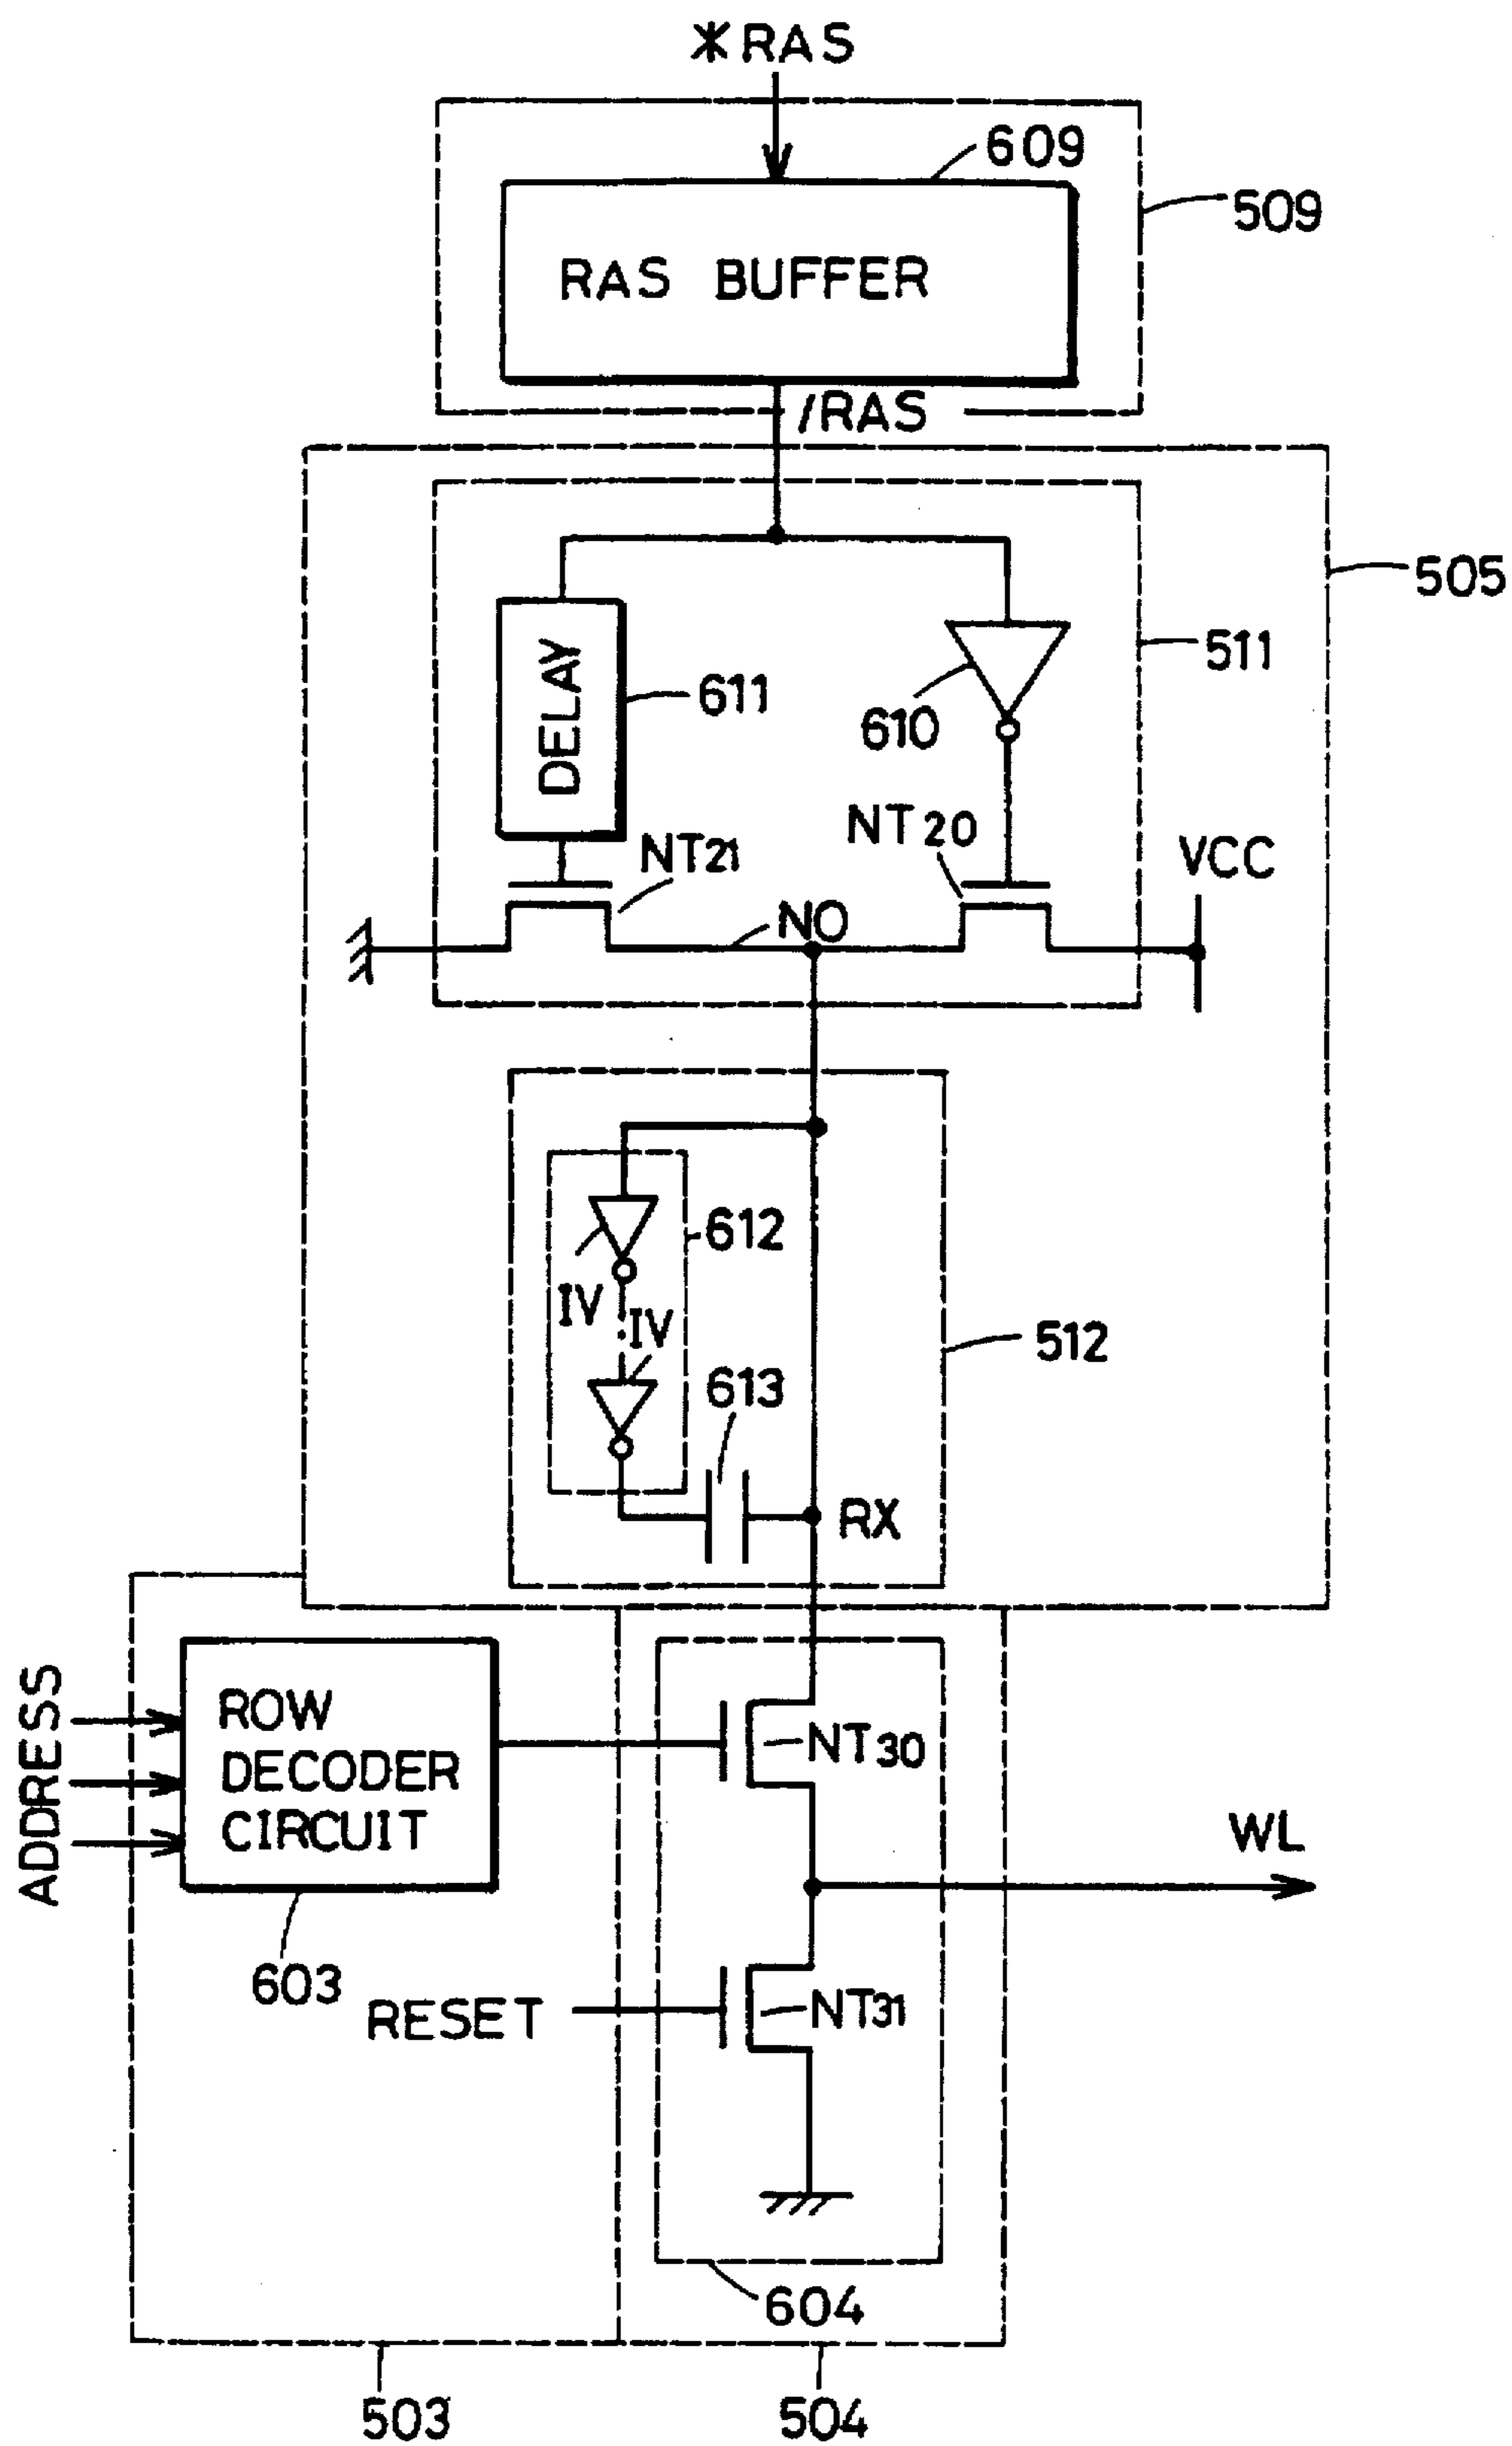 *RAS
609
509
RAS BUFFER
/RAS
505
511
DELAY
611
610
NT21
NT20
VCC
NO
612
IV
IV
512
613
RX
ADDRESS
ROW
DECODER
CIRCUIT
NT30
WL
603
RESET
NT31
604
503
504